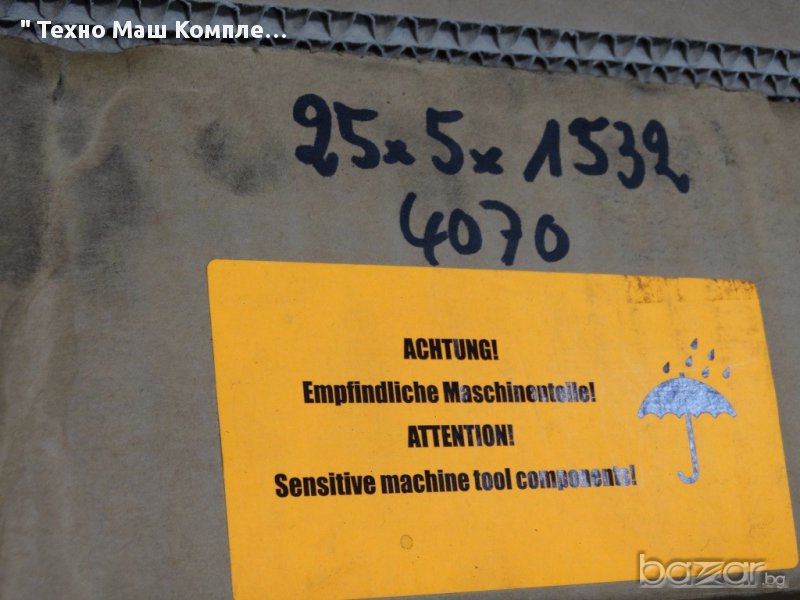 " Техно Маш Компле...
25x5x1532
4070
ACHTUNG!
Empfindliche Maschinenteile!
ATTENTION!
Sensitive machine tool components!
bazar.bg